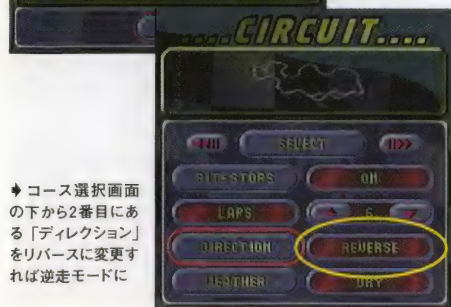 ....CIRCUIT....
SELECT
PIT-STOPS ON
LAPS 6
DIRECTION REVERSE
WEATHER DRY
➧コース選択画面
の下から2番目にあ
る「ディレクション」
をリバースに変更す
れば逆走モードに